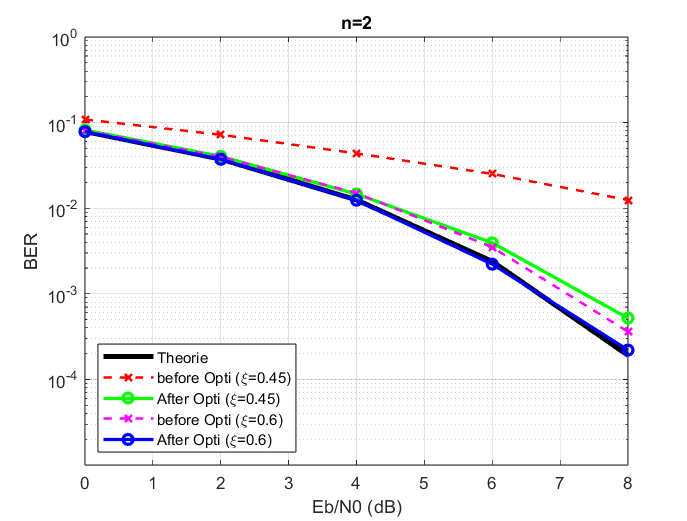 n=2
BER
10^0
10^-1
10^-2
10^-3
10^-4
Theorie
before Opti (ξ=0.45)
After Opti (ξ=0.45)
before Opti (ξ=0.6)
After Opti (ξ=0.6)
0 1 2 3 4 5 6 7 8
Eb/N0 (dB)